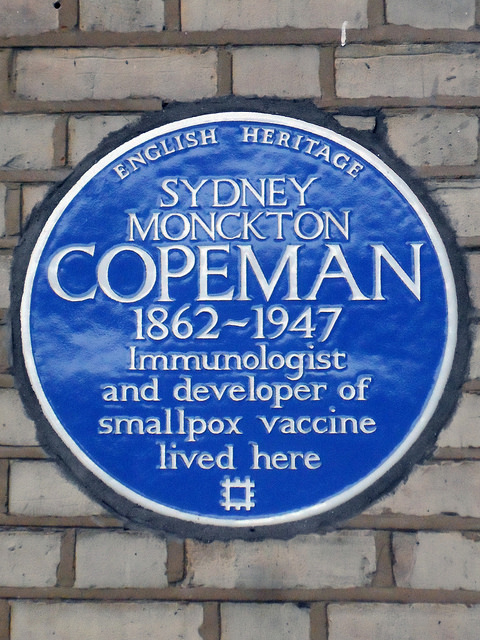 ENGLISH HERITAGE
SYDNEY
MONCKTON
COPEMAN
1862~1947
Immunologist
and developer of
smallpox vaccine
lived here